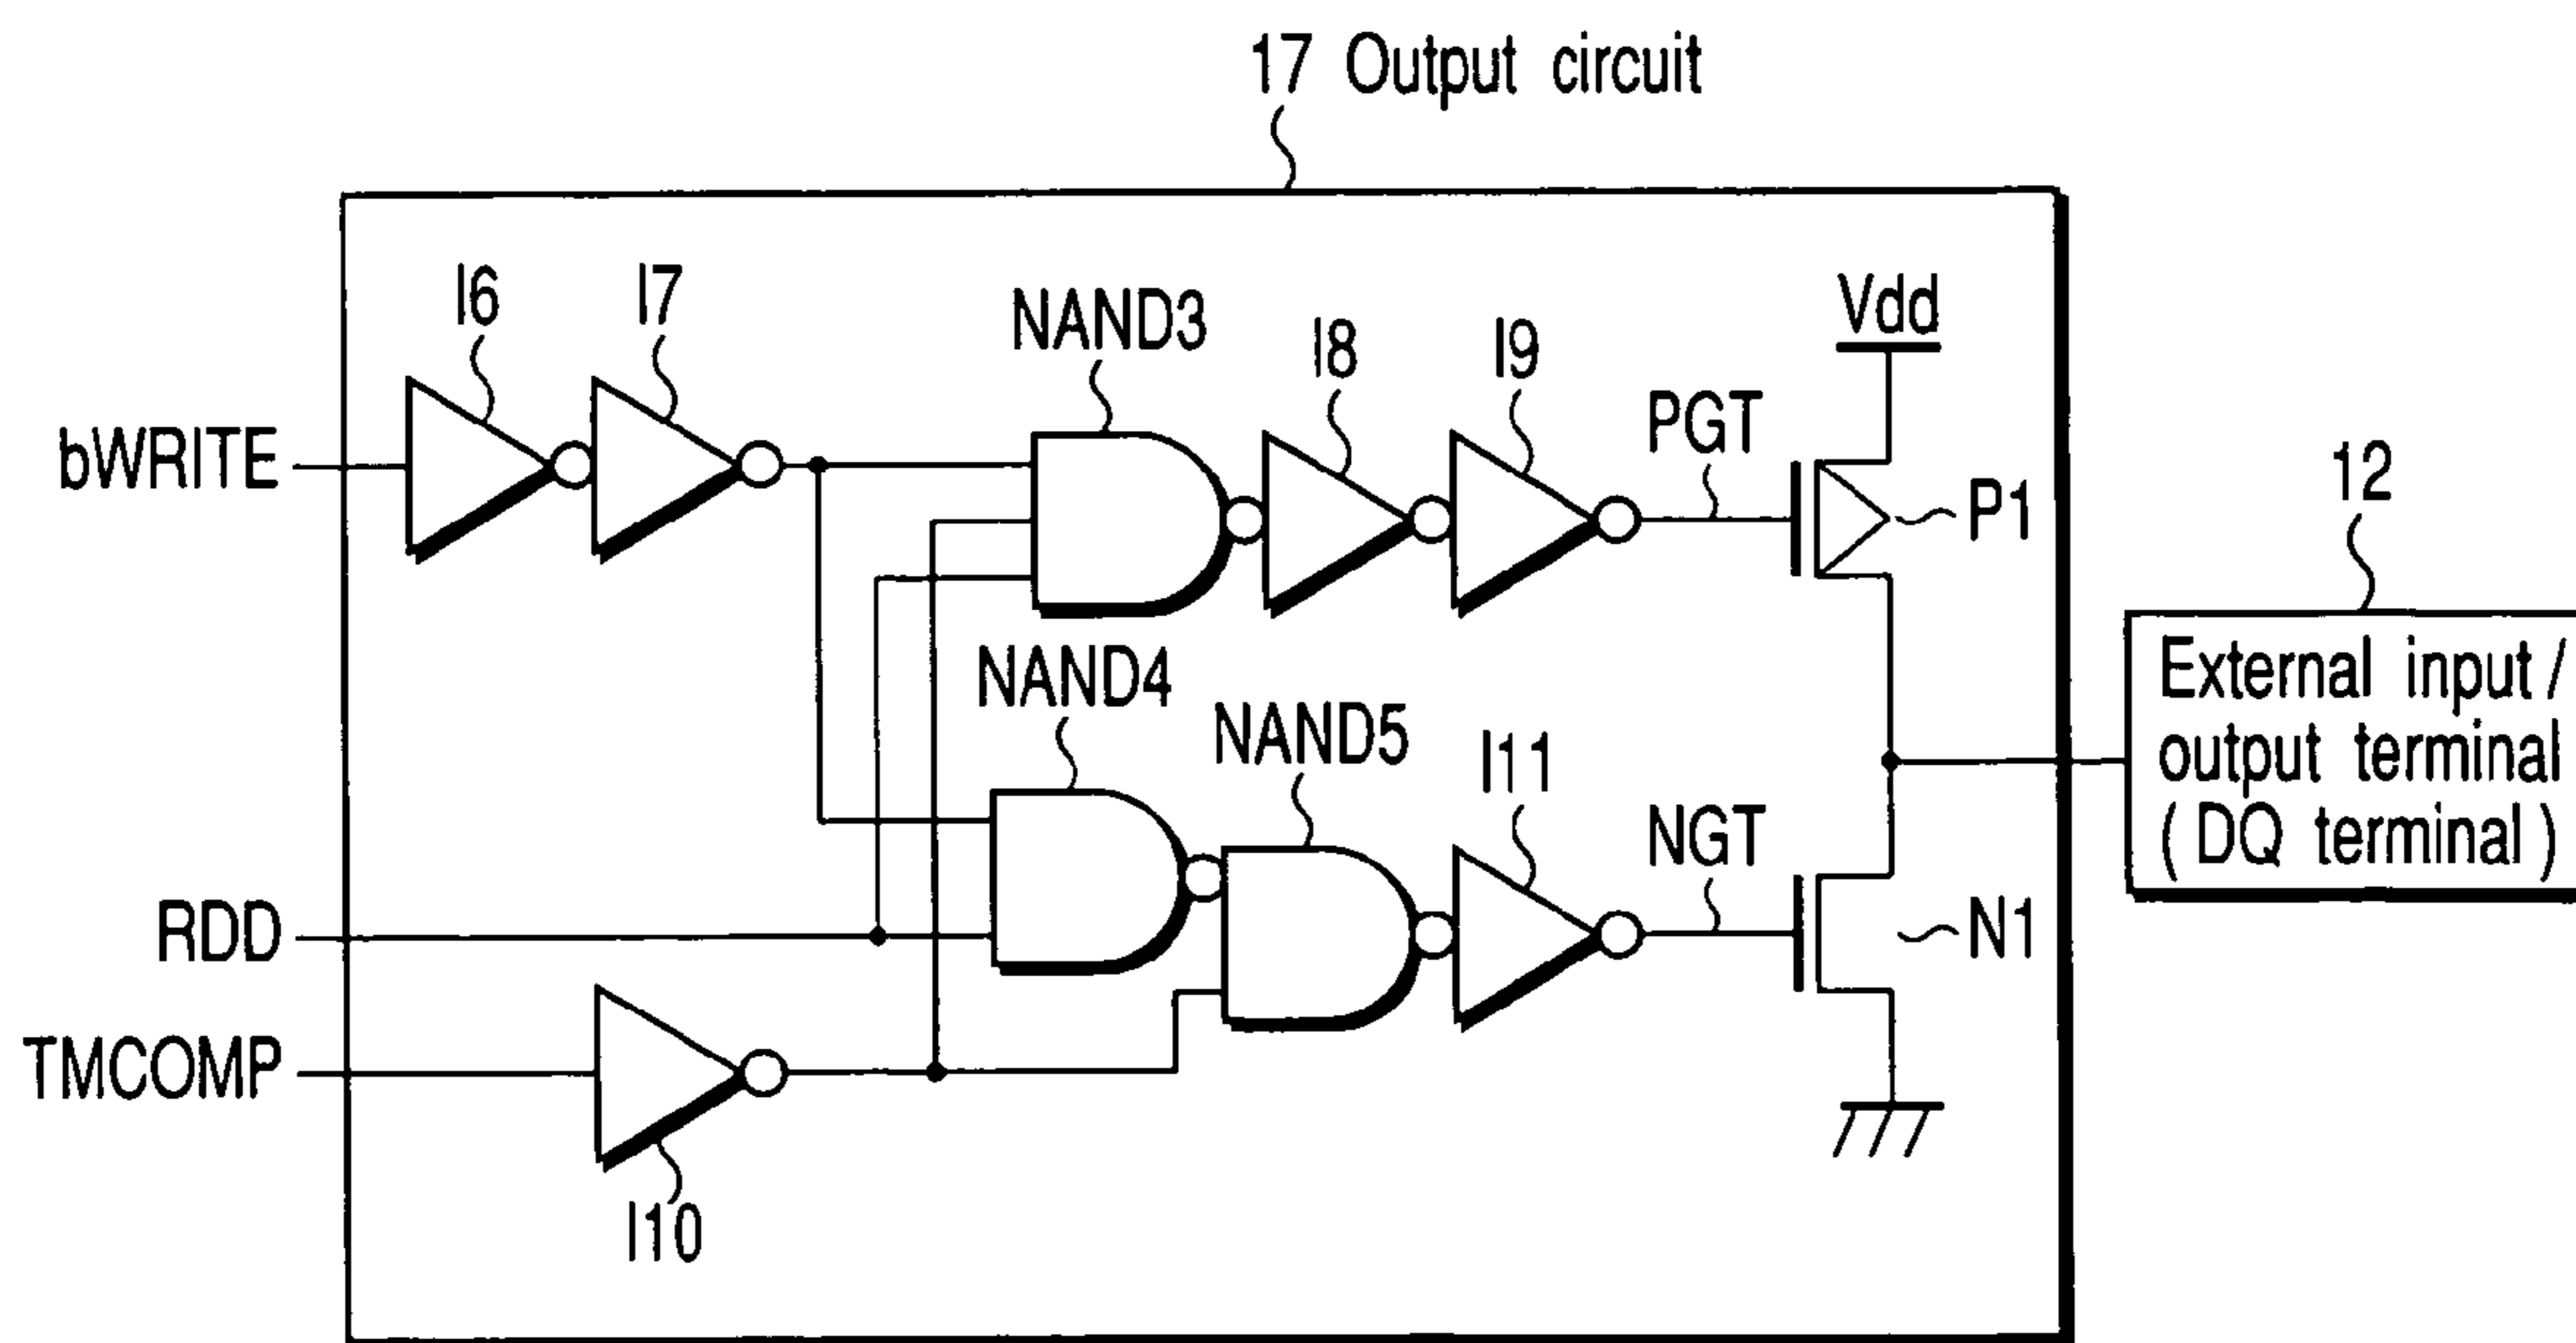 17 Output circuit
I6
I7
NAND3
I8
I9
PGT
Vdd
bWRITE
P1
12
External input /
output terminal
( DQ terminal )
NAND4
NAND5
I11
NGT
N1
RDD
TMCOMP
I10